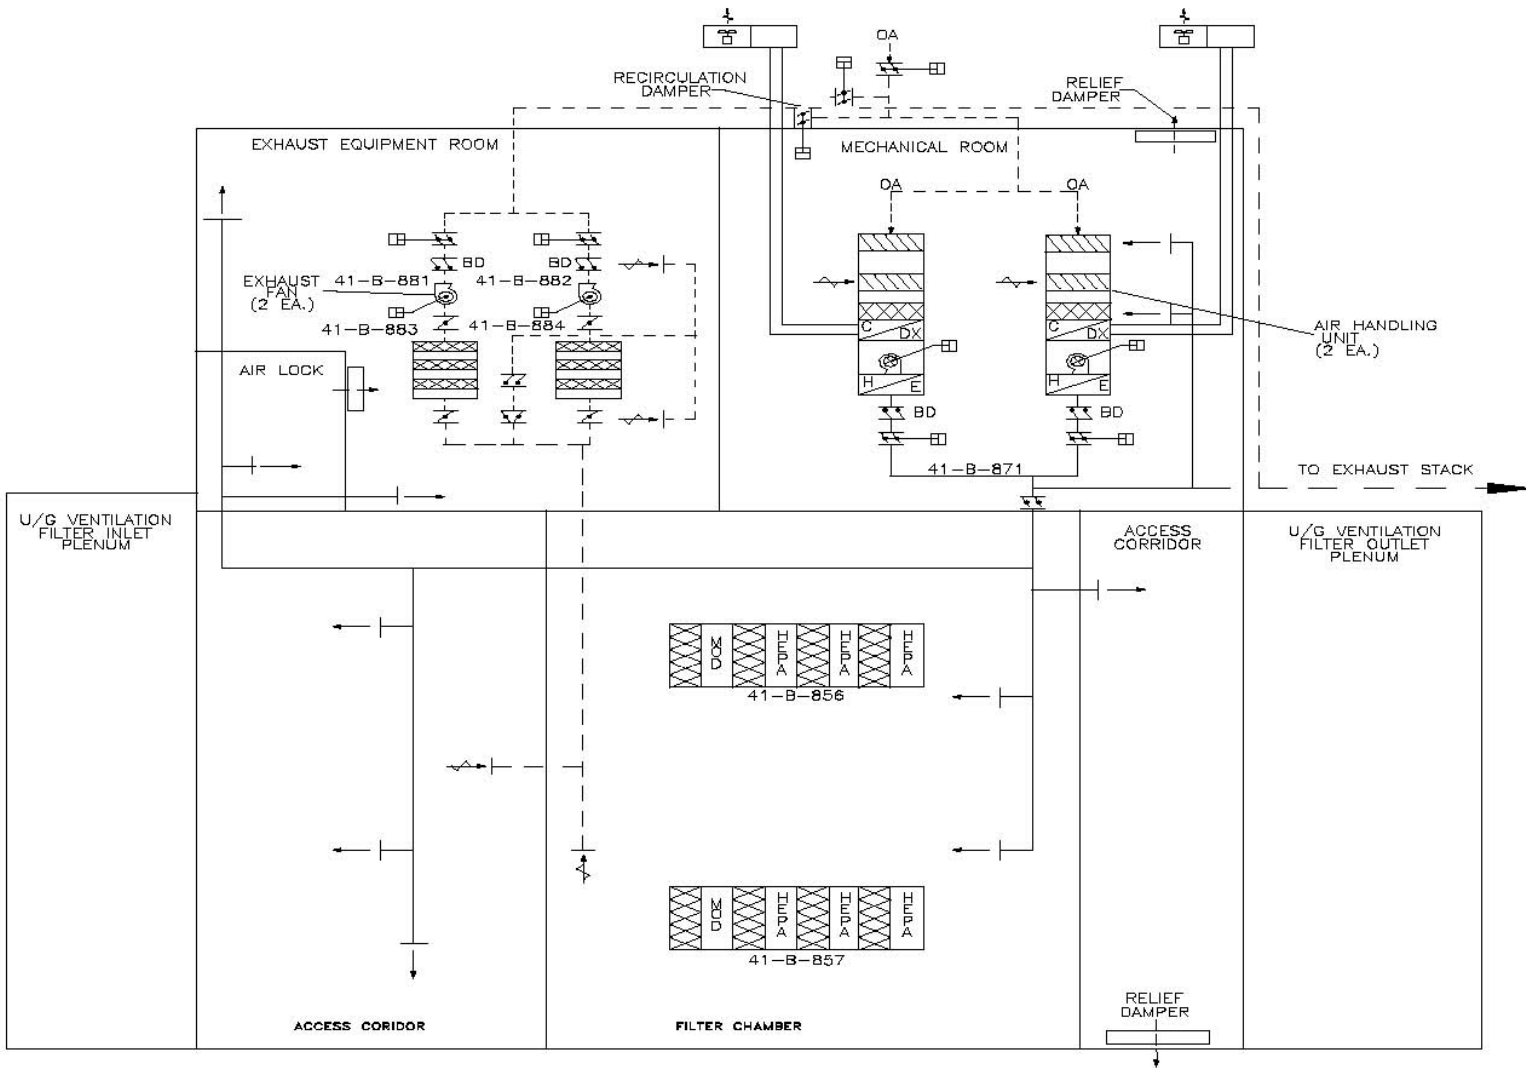 OA
RECIRCULATION
DAMPER
RELIEF
DAMPER
EXHAUST EQUIPMENT ROOM
MECHANICAL ROOM
OA
OA
BD
BD
EXHAUST
FAN
(2 EA.)
41-B-881
41-B-882
41-B-883
41-B-884
C
DX
C
DX
AIR HANDLING
UNIT
(2 EA.)
AIR LOCK
H
E
H
E
BD
BD
41-B-871
TO EXHAUST STACK
U/G VENTILATION
FILTER INLET
PLENUM
ACCESS
CORRIDOR
U/G VENTILATION
FILTER OUTLET
PLENUM
MOD
HEPA
HEPA
HEPA
41-B-856
MOD
HEPA
HEPA
HEPA
41-B-857
RELIEF
DAMPER
ACCESS CORIDOR
FILTER CHAMBER